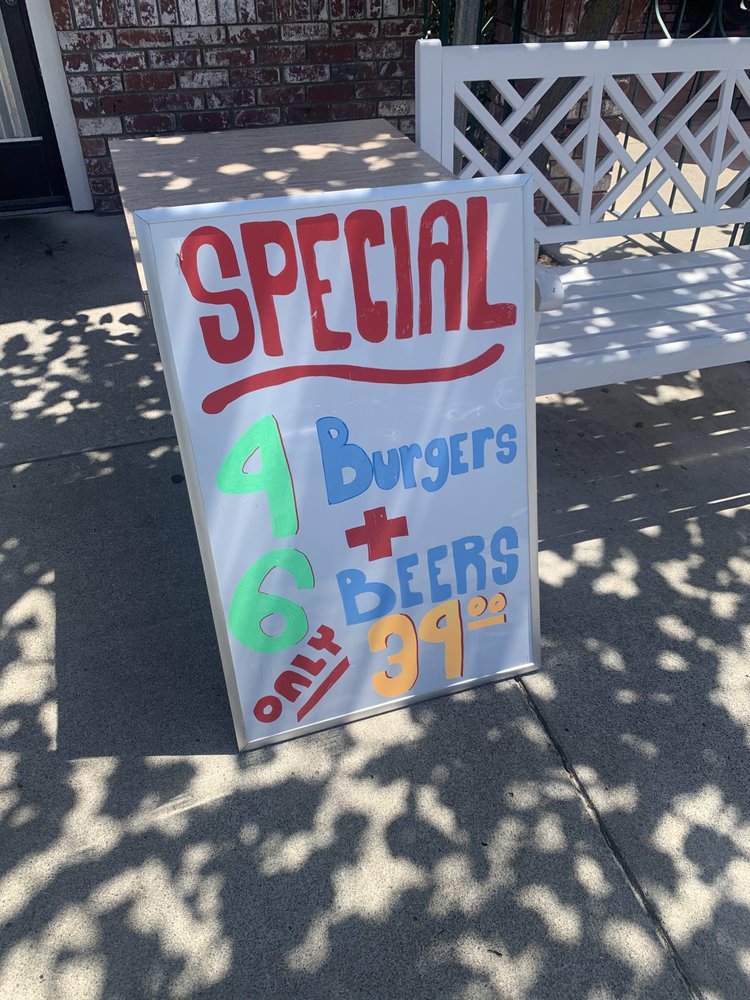 SPECIAL
4 Burgers
+
6 BEERS
ONLY 39.00